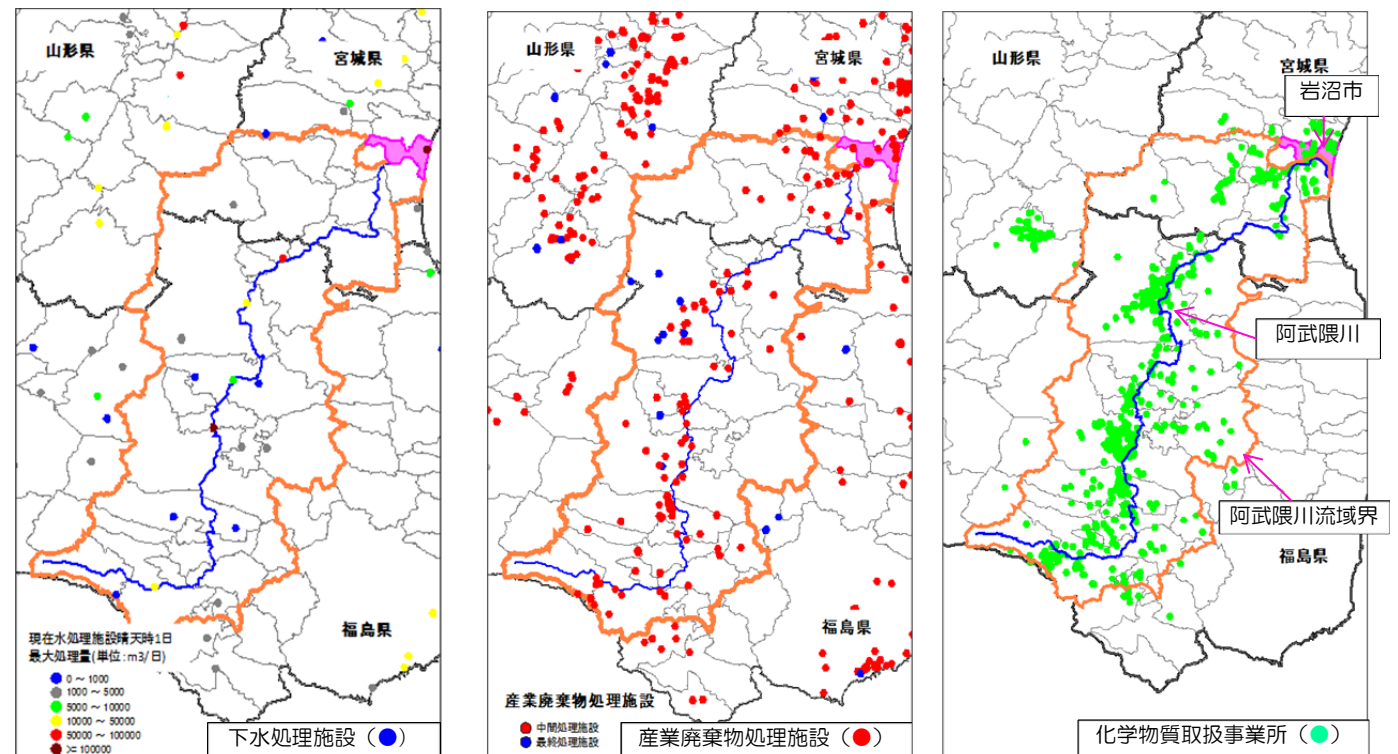 山形県
宮城県
福島県
現在水処理施設晴天時1日
最大処理量(単位:m3/日)
0 ～ 1000
1000 ～ 5000
5000 ～ 10000
10000 ～ 50000
50000 ～ 100000
>= 100000
下水処理施設（●）
山形県
宮城県
福島県
産業廃棄物処理施設
中間処理施設
最終処理施設
産業廃棄物処理施設（●）
山形県
宮城県
岩沼市
阿武隈川
阿武隈川流域界
福島県
化学物質取扱事業所（●）